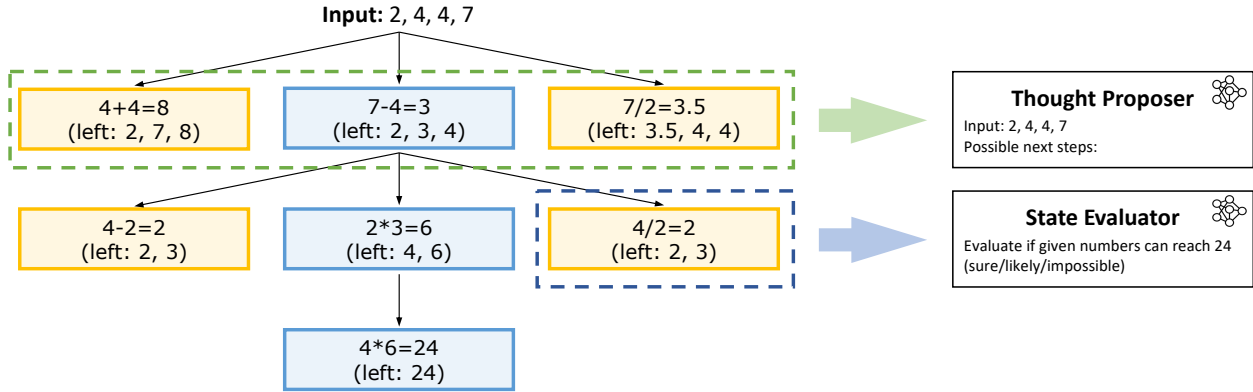 Input: 2, 4, 4, 7
4+4=8
(left: 2, 7, 8)
7-4=3
(left: 2, 3, 4)
7/2=3.5
(left: 3.5, 4, 4)
Thought Proposer
Input: 2, 4, 4, 7
Possible next steps:
4-2=2
(left: 2, 3)
2*3=6
(left: 4, 6)
4/2=2
(left: 2, 3)
State Evaluator
Evaluate if given numbers can reach 24
(sure/likely/impossible)
4*6=24
(left: 24)